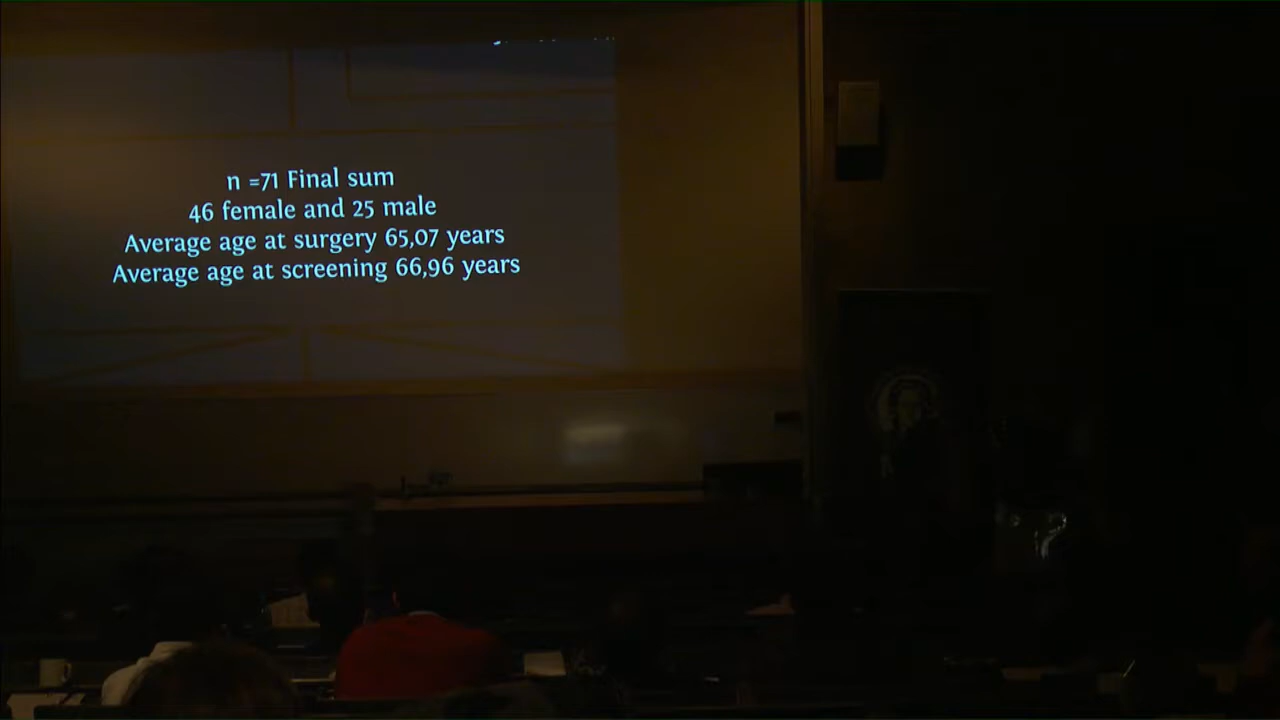 n =71 Final sum
46 female and 25 male
Average age at surgery 65,07 years
Average age at screening 66,96 years